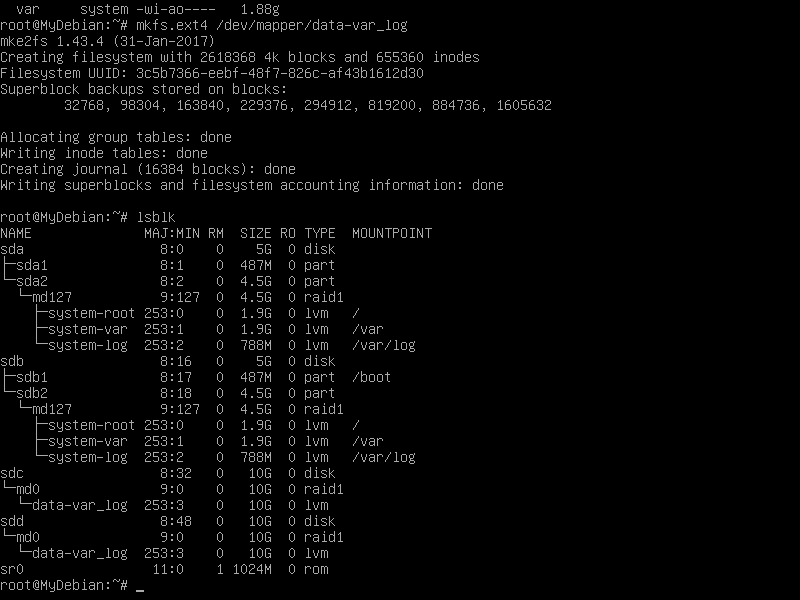 var     system -wi-ao----   1.88g
root@MyDebian:~# mkfs.ext4 /dev/mapper/data-var_log
mke2fs 1.43.4 (31-Jan-2017)
Creating filesystem with 2618368 4k blocks and 655360 inodes
Filesystem UUID: 3c5b7366-eebf-48f7-826c-af43b1612d30
Superblock backups stored on blocks:
        32768, 98304, 163840, 229376, 294912, 819200, 884736, 1605632

Allocating group tables: done
Writing inode tables: done
Creating journal (16384 blocks): done
Writing superblocks and filesystem accounting information: done

root@MyDebian:~# lsblk
NAME              MAJ:MIN RM  SIZE RO TYPE  MOUNTPOINT
sda                 8:0    0    5G  0 disk
├─sda1              8:1    0  487M  0 part
└─sda2              8:2    0  4.5G  0 part
  └─md127           9:127  0  4.5G  0 raid1
    ├─system-root 253:0    0  1.9G  0 lvm   /
    ├─system-var  253:1    0  1.9G  0 lvm   /var
    └─system-log  253:2    0  788M  0 lvm   /var/log
sdb                 8:16   0    5G  0 disk
├─sdb1              8:17   0  487M  0 part  /boot
└─sdb2              8:18   0  4.5G  0 part
  └─md127           9:127  0  4.5G  0 raid1
    ├─system-root 253:0    0  1.9G  0 lvm   /
    ├─system-var  253:1    0  1.9G  0 lvm   /var
    └─system-log  253:2    0  788M  0 lvm   /var/log
sdc                 8:32   0   10G  0 disk
└─md0               9:0    0   10G  0 raid1
  └─data-var_log  253:3    0   10G  0 lvm
sdd                 8:48   0   10G  0 disk
└─md0               9:0    0   10G  0 raid1
  └─data-var_log  253:3    0   10G  0 lvm
sr0                11:0    1 1024M  0 rom
root@MyDebian:~# _